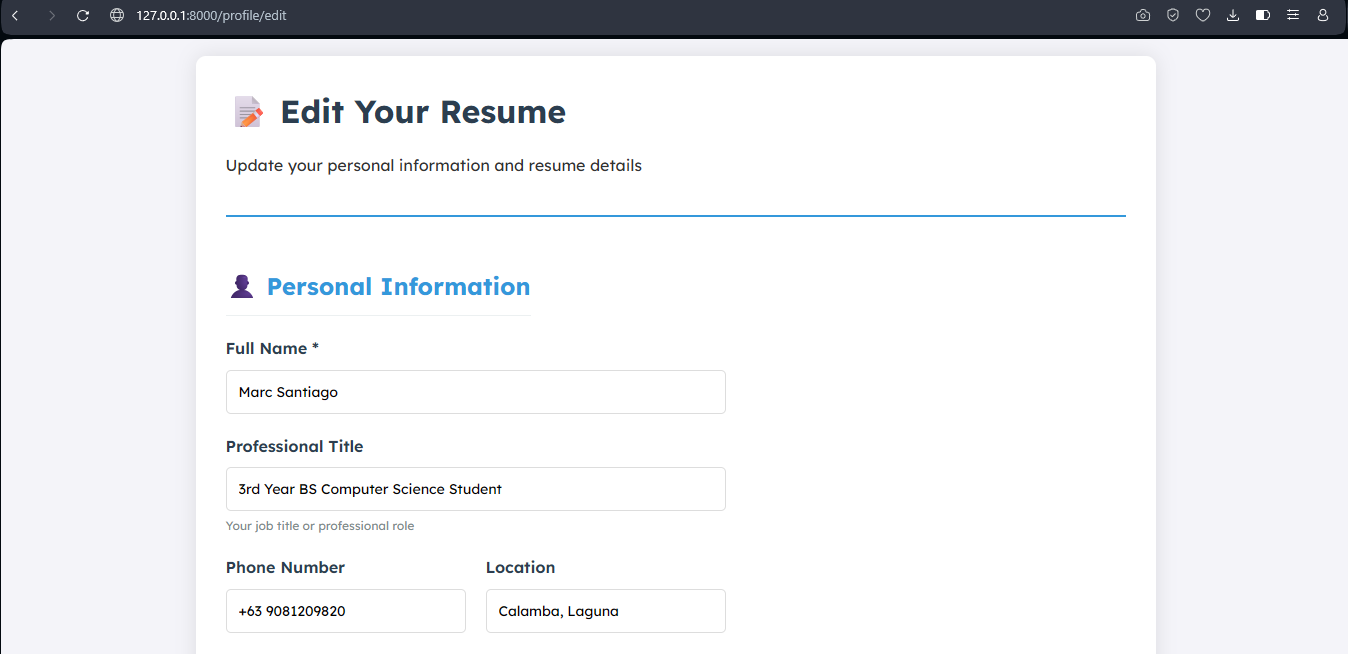 127.0.0.1:8000/profile/edit
Edit Your Resume
Update your personal information and resume details
Personal Information
Full Name *
Marc Santiago
Professional Title
3rd Year BS Computer Science Student
Your job title or professional role
Phone Number
Location
+63 9081209820
Calamba, Laguna